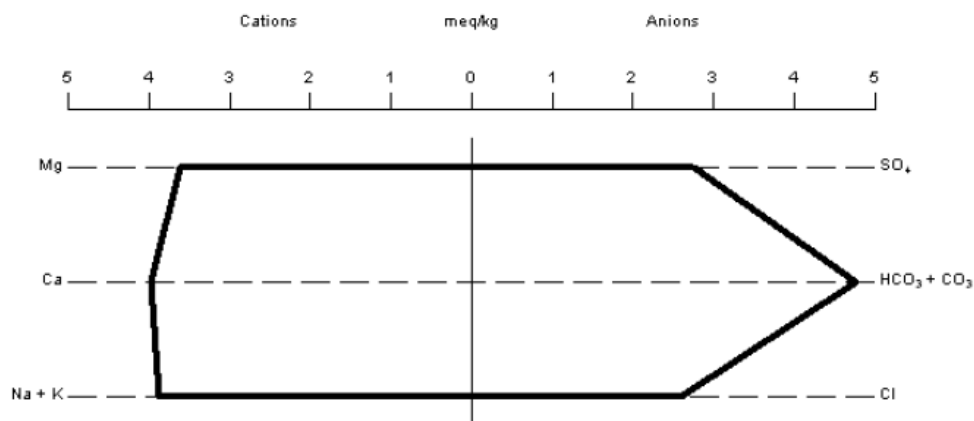 Cations meq/kg Anions
5 4 3 2 1 0 1 2 3 4 5
Mg SO₄
Ca HCO₃ + CO₃
Na + K Cl